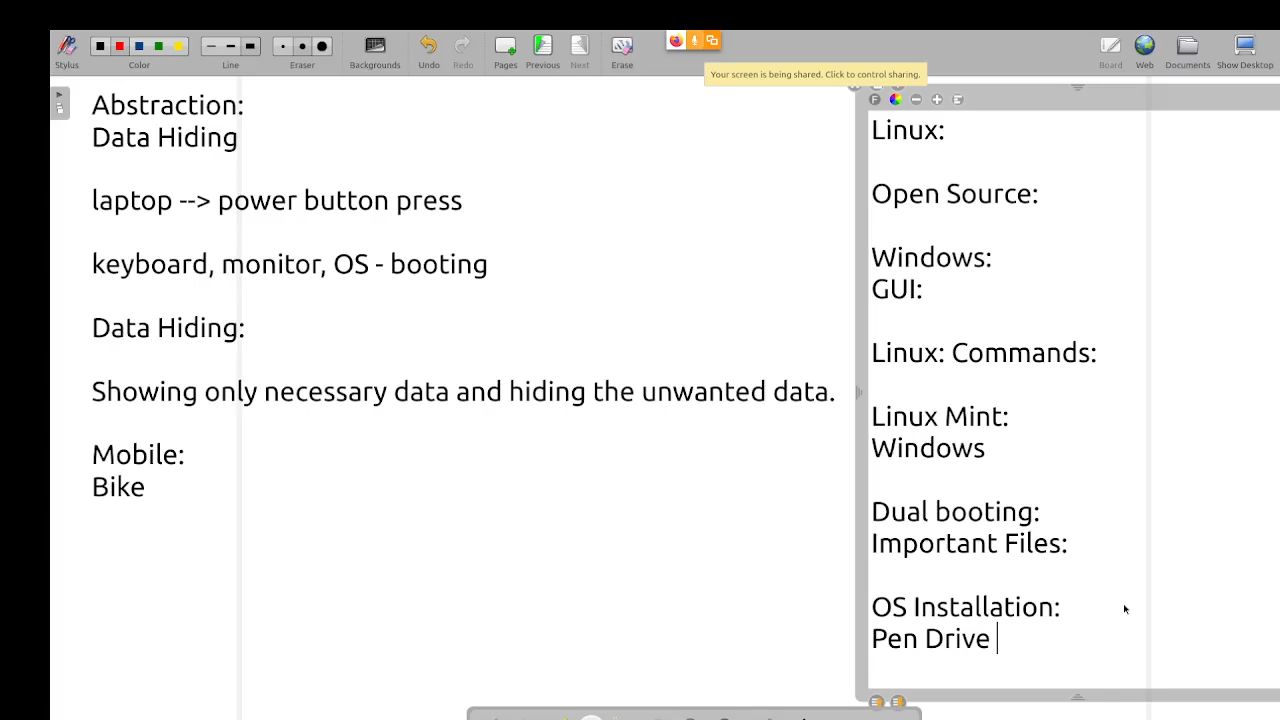 Stylus
Color
Line
Eraser
Backgrounds
Undo
Redo
Pages
Previous
Next
Erase
Board
Web
Documents
Show Desktop
Your screen is being shared. Click to control sharing.
Abstraction:
Data Hiding
laptop --> power button press
keyboard, monitor, OS - booting
Data Hiding:
Showing only necessary data and hiding the unwanted data.
Mobile:
Bike
F
Linux:
Open Source:
Windows:
GUI:
Linux: Commands:
Linux Mint:
Windows
Dual booting:
Important Files:
OS Installation:
Pen Drive